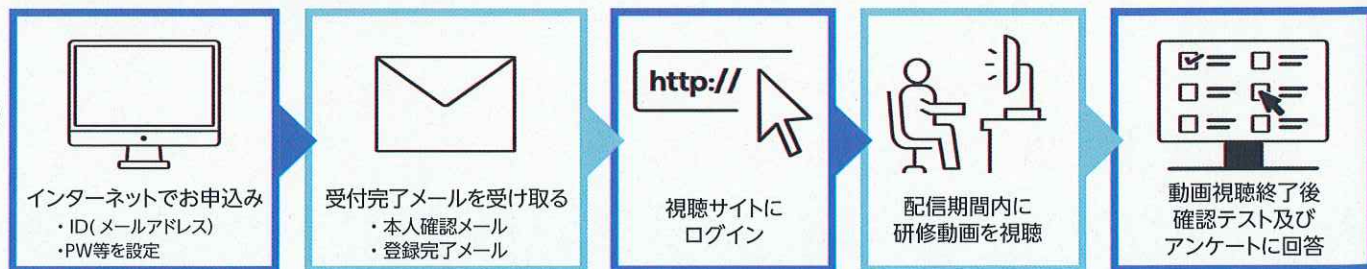 インターネットでお申込み
・ID(メールアドレス)
・PW等を設定
受付完了メールを受け取る
・本人確認メール
・登録完了メール
http://
視聴サイトに
ログイン
配信期間内に
研修動画を視聴
動画視聴終了後
確認テスト及び
アンケートに回答